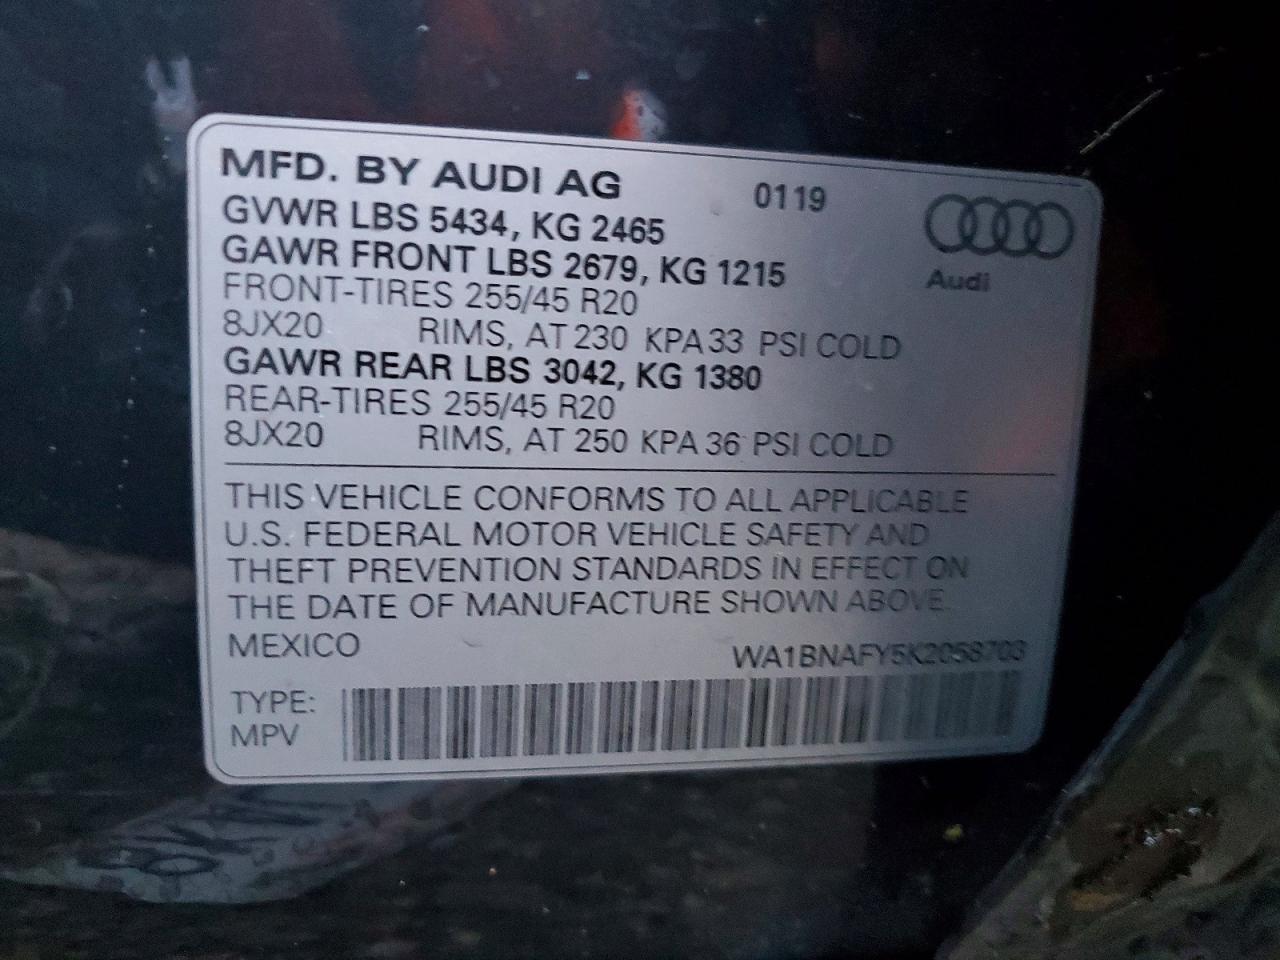 MFD. BY AUDI AG 0119
GVWR LBS 5434, KG 2465
GAWR FRONT LBS 2679, KG 1215
Audi
FRONT-TIRES 255/45 R20
8JX20 RIMS, AT 230 KPA 33 PSI COLD
GAWR REAR LBS 3042, KG 1380
REAR-TIRES 255/45 R20
8JX20 RIMS, AT 250 KPA 36 PSI COLD
THIS VEHICLE CONFORMS TO ALL APPLICABLE
U.S. FEDERAL MOTOR VEHICLE SAFETY AND
THEFT PREVENTION STANDARDS IN EFFECT ON
THE DATE OF MANUFACTURE SHOWN ABOVE.
MEXICO WA1BNAFY5K2058703
TYPE:
MPV